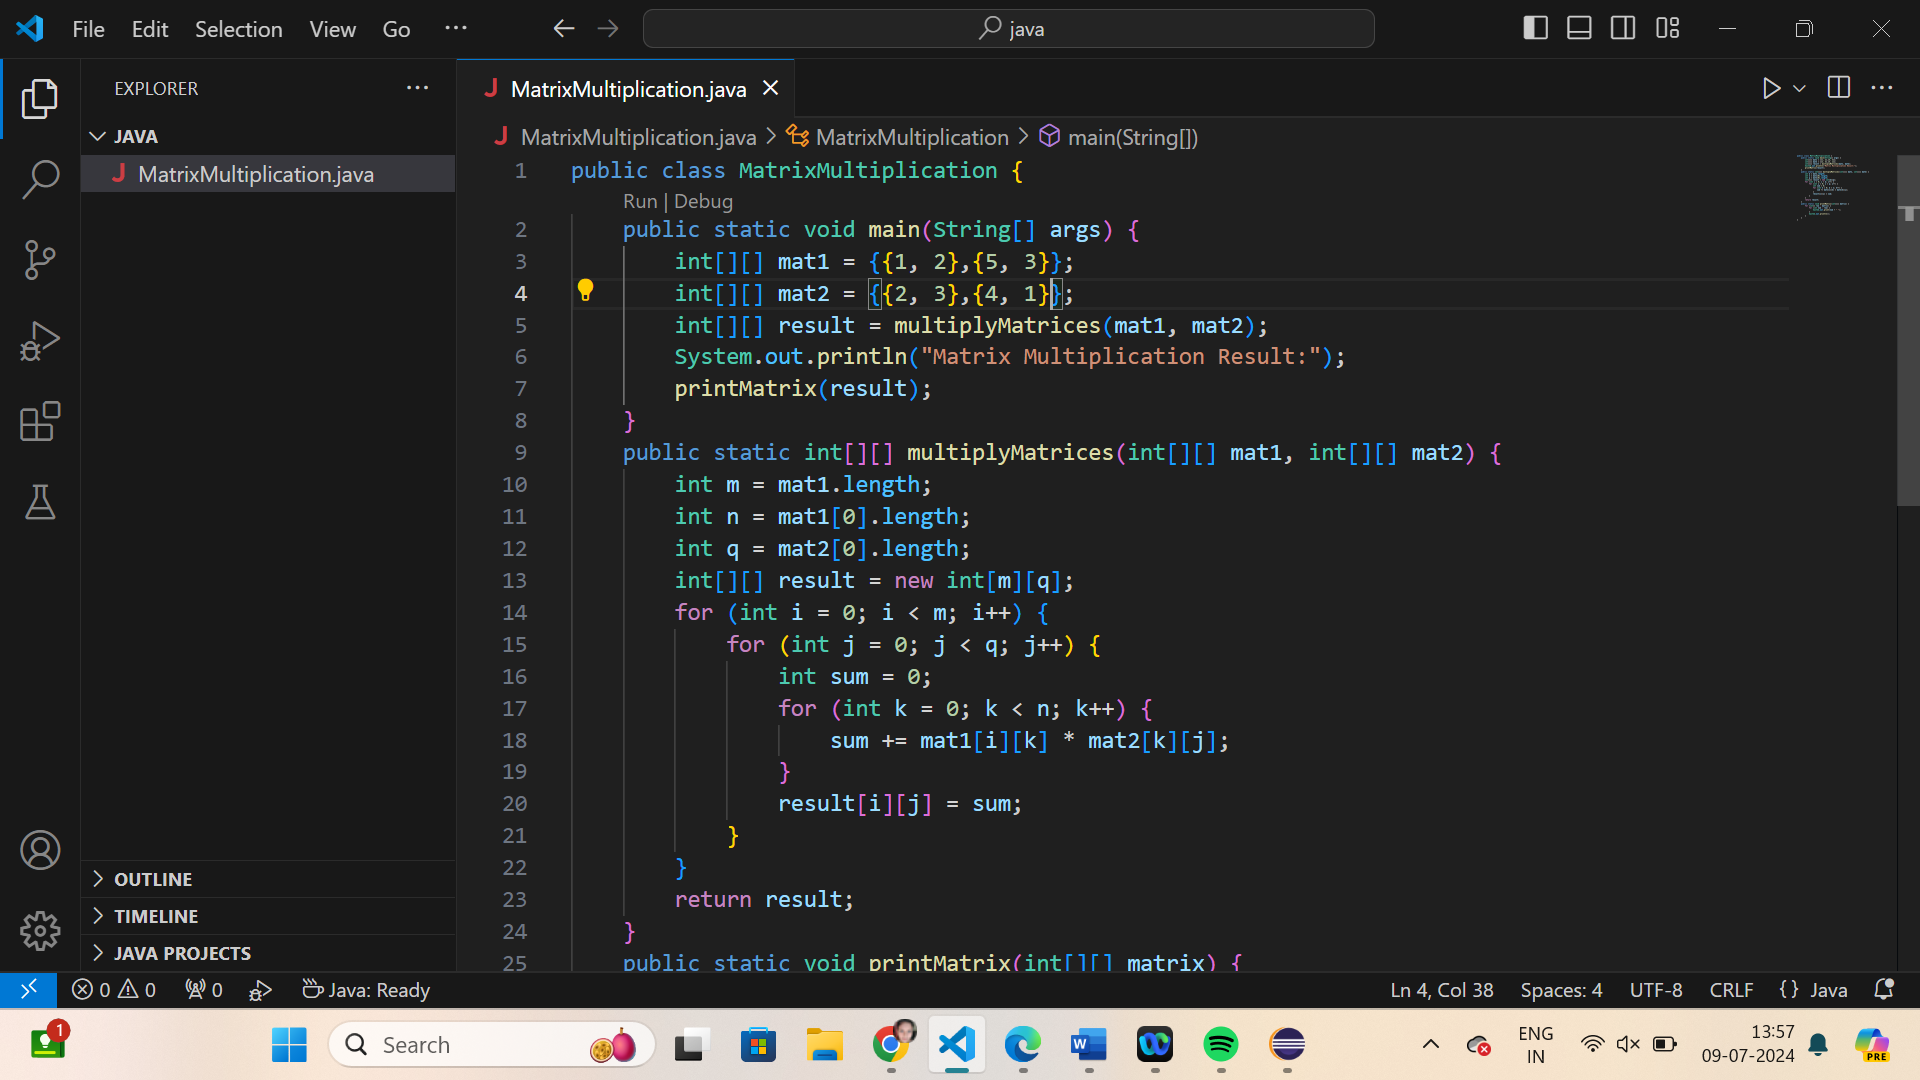 File Edit Selection View Go ...
java
EXPLORER
JAVA
MatrixMultiplication.java
OUTLINE
TIMELINE
JAVA PROJECTS
J MatrixMultiplication.java
J MatrixMultiplication.java > MatrixMultiplication > main(String[])
1 public class MatrixMultiplication {
Run | Debug
2 public static void main(String[] args) {
3 int[][] mat1 = {{1, 2},{5, 3}};
4 int[][] mat2 = {{2, 3},{4, 1}};
5 int[][] result = multiplyMatrices(mat1, mat2);
6 System.out.println("Matrix Multiplication Result:");
7 printMatrix(result);
8 }
9 public static int[][] multiplyMatrices(int[][] mat1, int[][] mat2) {
10 int m = mat1.length;
11 int n = mat1[0].length;
12 int q = mat2[0].length;
13 int[][] result = new int[m][q];
14 for (int i = 0; i < m; i++) {
15 for (int j = 0; j < q; j++) {
16 int sum = 0;
17 for (int k = 0; k < n; k++) {
18 sum += mat1[i][k] * mat2[k][j];
19 }
20 result[i][j] = sum;
21 }
22 }
23 return result;
24 }
25 public static void printMatrix(int[][] matrix) {
0 0 0 Java: Ready Ln 4, Col 38 Spaces: 4 UTF-8 CRLF {} Java
1 Search ENG IN 13:57 09-07-2024 PRE